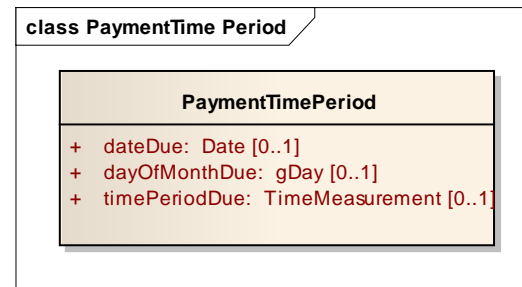 class PaymentTime Period
PaymentTimePeriod
+ dateDue: Date [0..1]
+ dayOfMonthDue: gDay [0..1]
+ timePeriodDue: TimeMeasurement [0..1]